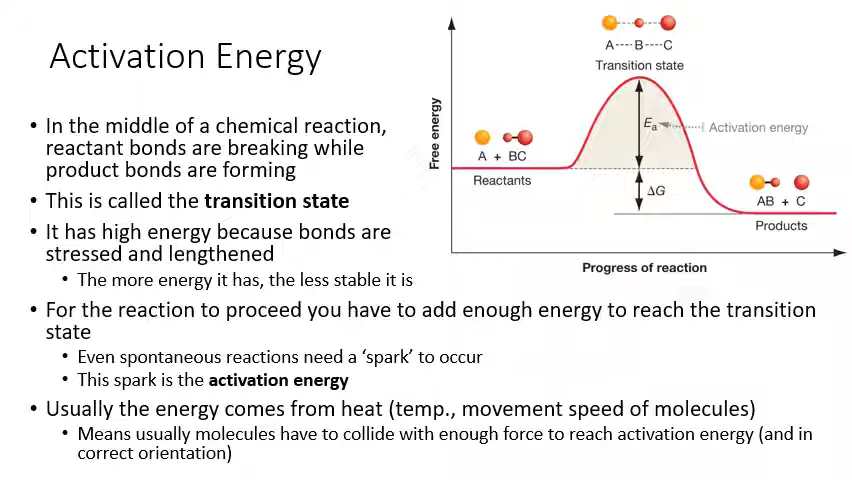 Activation Energy
• In the middle of a chemical reaction,
reactant bonds are breaking while
product bonds are forming
• This is called the transition state
• It has high energy because bonds are
stressed and lengthened
• The more energy it has, the less stable it is
• For the reaction to proceed you have to add enough energy to reach the transition
state
• Even spontaneous reactions need a ‘spark’ to occur
• This spark is the activation energy
• Usually the energy comes from heat (temp., movement speed of molecules)
• Means usually molecules have to collide with enough force to reach activation energy (and in
correct orientation)
A----B----C
Transition state
Free energy
Eₐ
Activation energy
A + BC
Reactants
ΔG
AB + C
Products
Progress of reaction